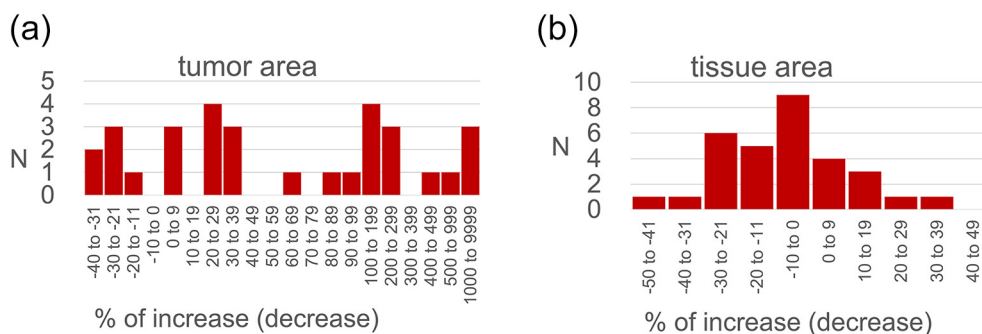 (a)
tumor area
5
4
3
2
1
0
N
-40 to -31
-30 to -21
-20 to -11
-10 to 0
0 to 9
10 to 19
20 to 29
30 to 39
40 to 49
50 to 59
60 to 69
70 to 79
80 to 89
90 to 99
100 to 199
200 to 299
300 to 399
400 to 499
500 to 999
1000 to 9999
% of increase (decrease)
(b)
tissue area
10
8
6
4
2
0
N
-50 to -41
-40 to -31
-30 to -21
-20 to -11
-10 to 0
0 to 9
10 to 19
20 to 29
30 to 39
40 to 49
% of increase (decrease)